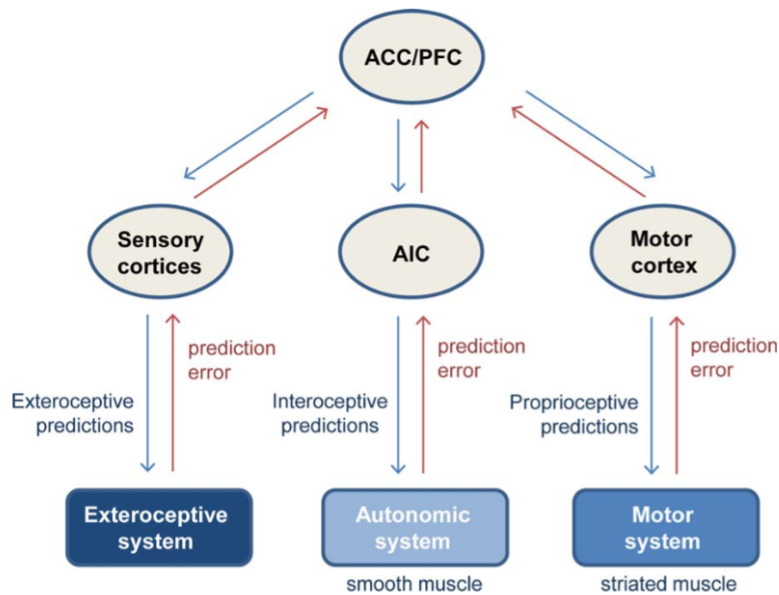 ACC/PFC
Sensory
cortices
AIC
Motor
cortex
prediction
error
prediction
error
prediction
error
Exteroceptive
predictions
Interoceptive
predictions
Proprioceptive
predictions
Exteroceptive
system
Autonomic
system
Motor
system
smooth muscle
striated muscle